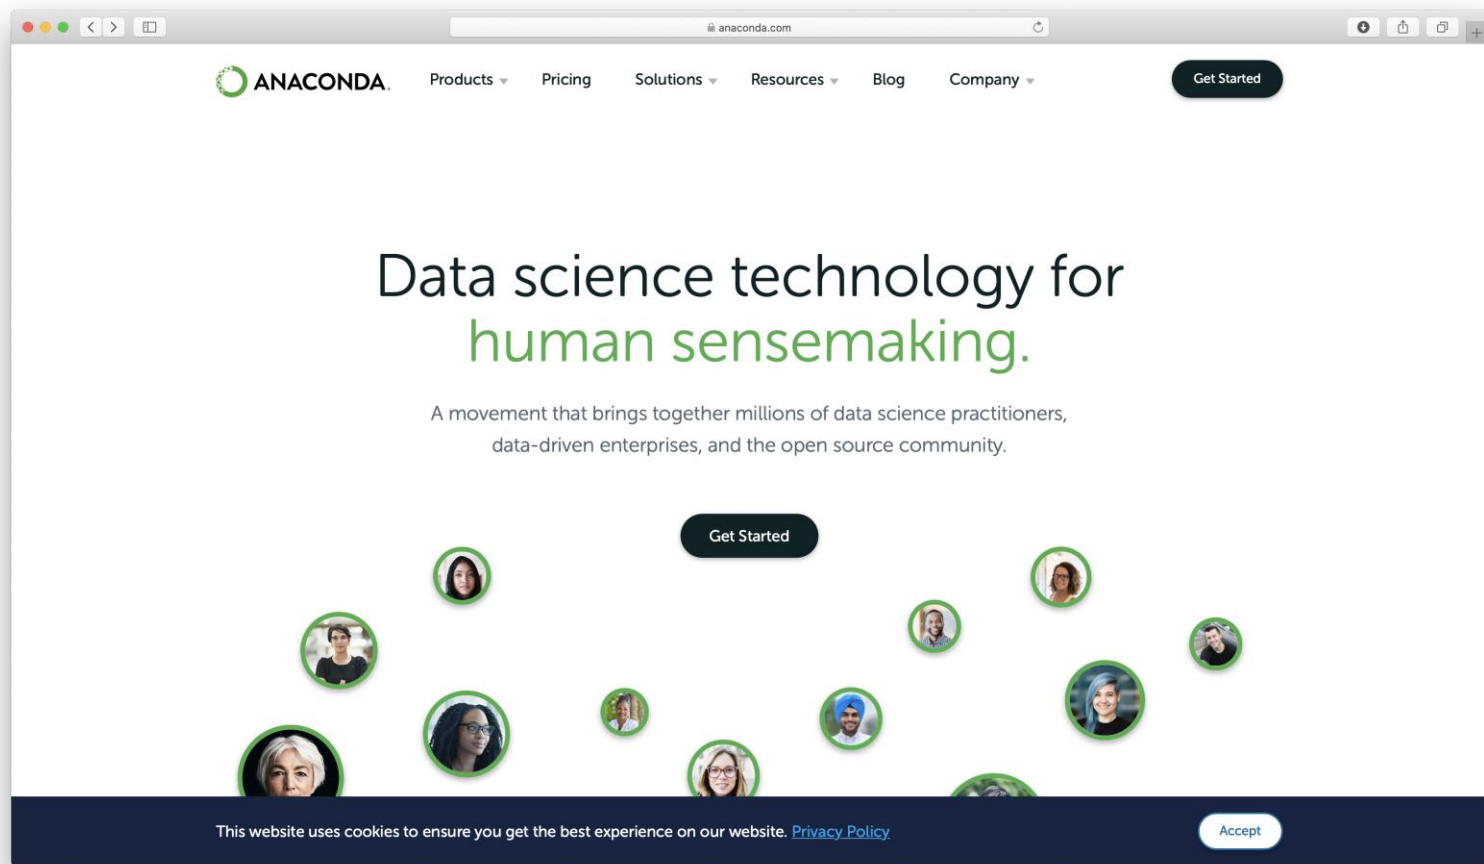 anaconda.com
ANACONDA.
Products
Pricing
Solutions
Resources
Blog
Company
Get Started
Data science technology for
human sensemaking.
A movement that brings together millions of data science practitioners,
data-driven enterprises, and the open source community.
Get Started
This website uses cookies to ensure you get the best experience on our website. Privacy Policy
Accept